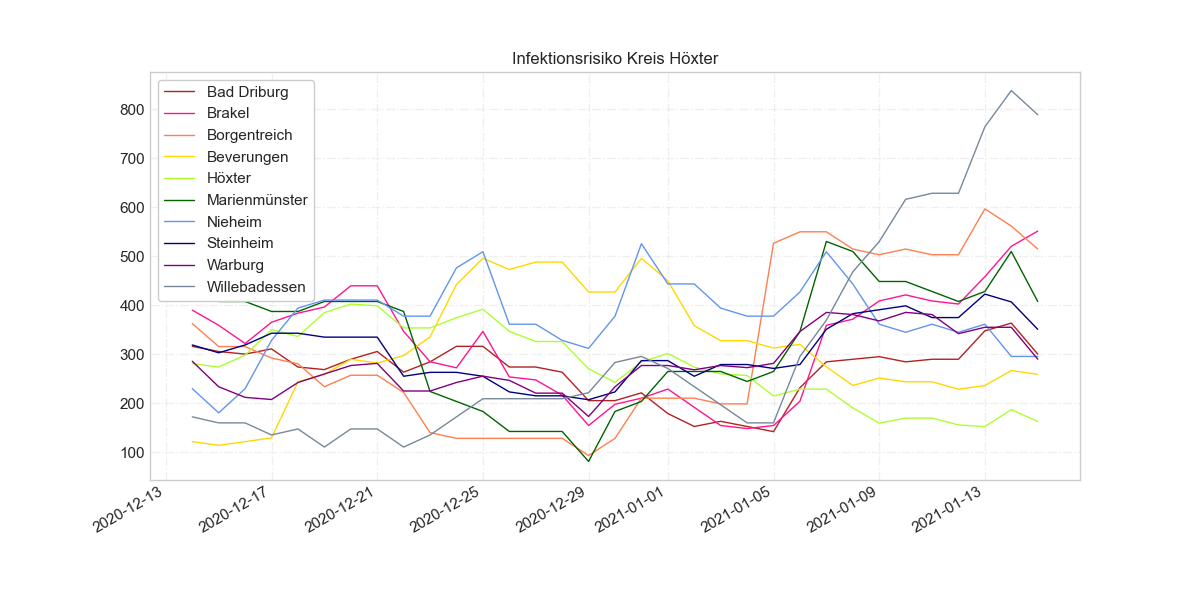 Infektionsrisiko Kreis Höxter
800
700
600
500
400
300
200
100
Bad Driburg
Brakel
Borgentreich
Beverungen
Höxter
Marienmünster
Nieheim
Steinheim
Warburg
Willebadessen
2020-12-13
2020-12-17
2020-12-21
2020-12-25
2020-12-29
2021-01-01
2021-01-05
2021-01-09
2021-01-13